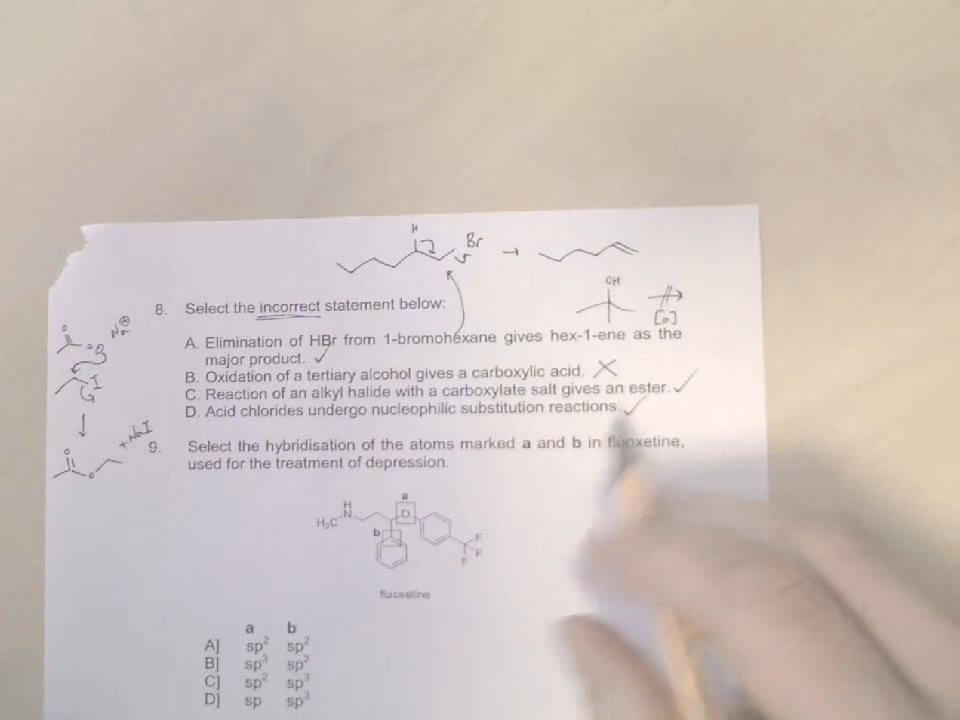 H
Br
OH
[O]
8. Select the incorrect statement below:
A. Elimination of HBr from 1-bromohexane gives hex-1-ene as the
major product.
B. Oxidation of a tertiary alcohol gives a carboxylic acid.
C. Reaction of an alkyl halide with a carboxylate salt gives an ester.
D. Acid chlorides undergo nucleophilic substitution reactions.
O
Na
I
+ NaI
O
O
9. Select the hybridisation of the atoms marked a and b in fluoxetine,
used for the treatment of depression.
a
H
N
H3C
O
b
F
F
F
fluoxetine
a b
A] sp2 sp2
B] sp3 sp2
C] sp2 sp3
D] sp sp3